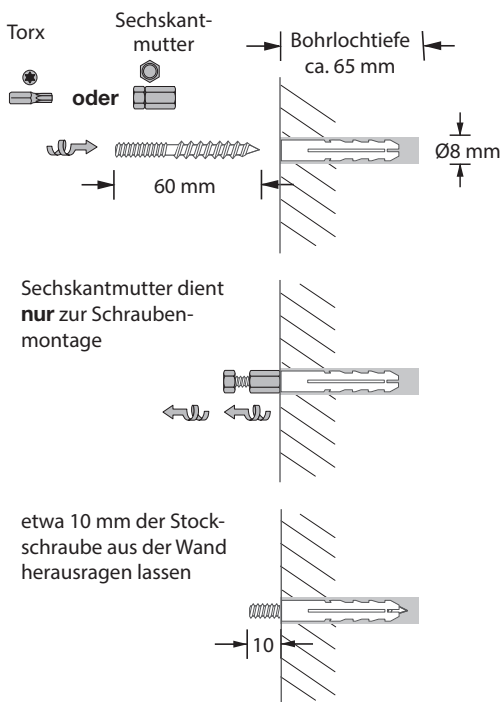 Torx
Sechskant-
mutter
oder
Bohrlochtiefe
ca. 65 mm
Ø8 mm
60 mm
Sechskantmutter dient
nur zur Schrauben-
montage
etwa 10 mm der Stock-
schraube aus der Wand
herausragen lassen
10